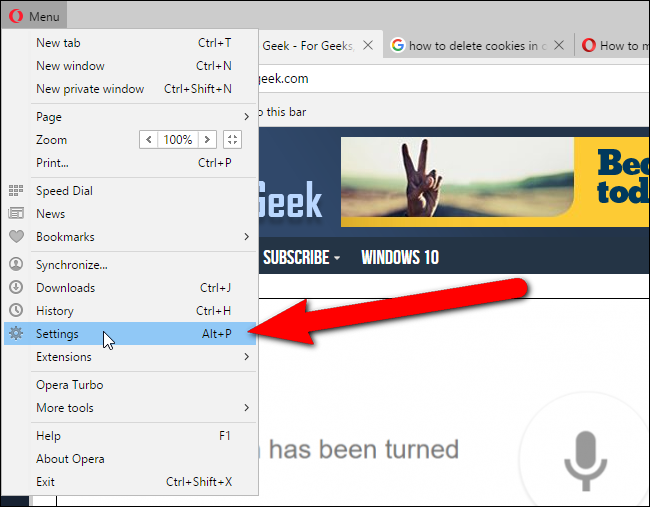 Menu
Geek - For Geeks,
how to delete cookies in c
How to m
New tab Ctrl+T
New window Ctrl+N
New private window Ctrl+Shift+N
geek.com
Page
o this bar
Zoom 100%
Print... Ctrl+P
Bec
toda
Speed Dial
News
Geek
Bookmarks
SUBSCRIBE WINDOWS 10
Synchronize...
Downloads Ctrl+J
History Ctrl+H
Settings Alt+P
Extensions
Opera Turbo
More tools
Help F1
has been turned
About Opera
Exit Ctrl+Shift+X